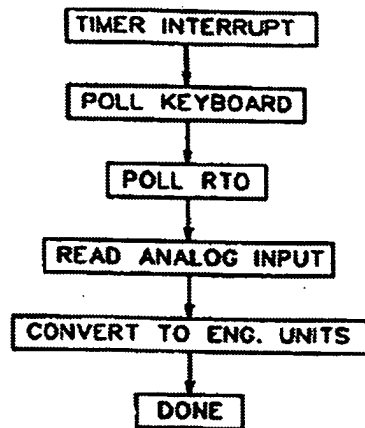 TIMER INTERRUPT
POLL KEYBOARD
POLL RTO
READ ANALOG INPUT
CONVERT TO ENG. UNITS
DONE